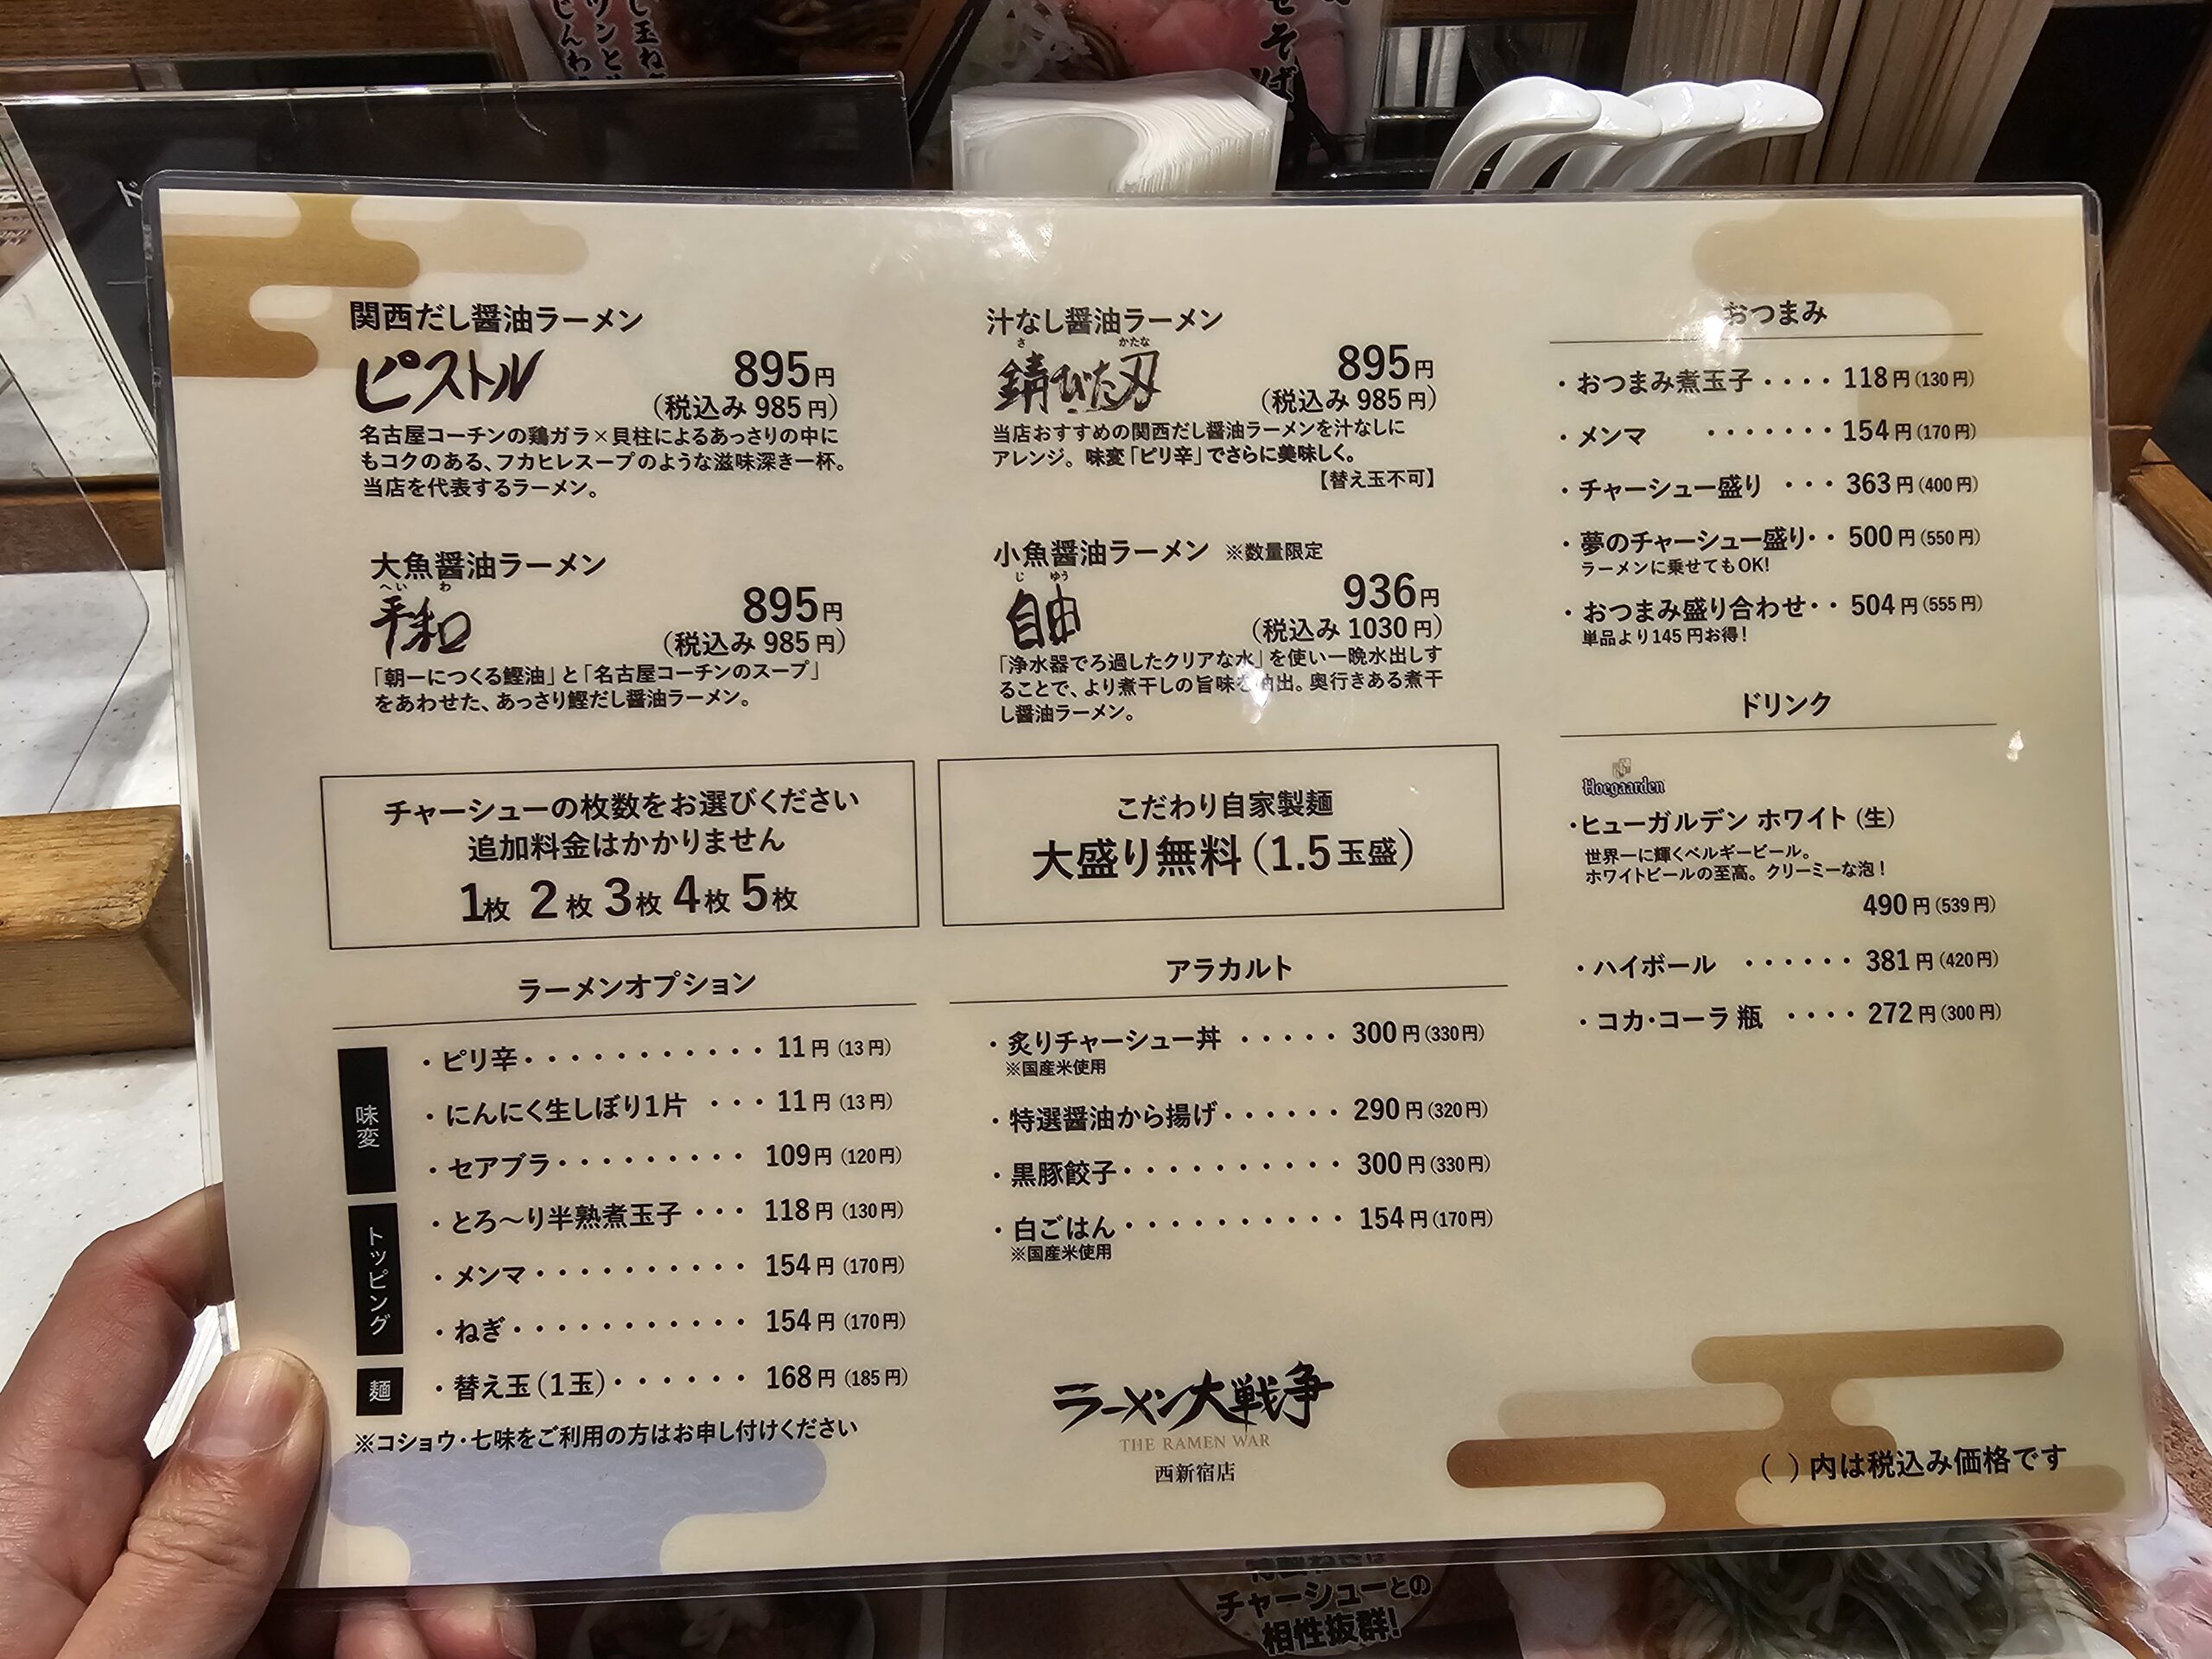 関西だし醤油ラーメン
ピストル
895円
(税込み 985円)
名古屋コーチンの鶏ガラ×貝柱によるあっさりの中に
もコクのある、フカヒレスープのような滋味深き一杯。
当店を代表するラーメン。
大魚醤油ラーメン
へい わ
平和
895円
(税込み 985円)
「朝一につくる鰹油」と「名古屋コーチンのスープ」
をあわせた、あっさり鰹だし醤油ラーメン。
汁なし醤油ラーメン
さ かたな
錆びた刀
895円
(税込み 985円)
当店おすすめの関西だし醤油ラーメンを汁なしに
アレンジ。味変「ピリ辛」でさらに美味しく。
【替え玉不可】
小魚醤油ラーメン ※数量限定
じ ゆう
自由
936円
(税込み 1030円)
「浄水器でろ過したクリアな水」を使い一晩水出しす
ることで、より煮干しの旨味を抽出。奥行きある煮干
し醤油ラーメン。
チャーシューの枚数をお選びください
追加料金はかかりません
1枚 2枚 3枚 4枚 5枚
こだわり自家製麺
大盛り無料(1.5玉盛)
ラーメンオプション
味変
・ピリ辛・・・・・・・・・・・ 11円(13円)
・にんにく生しぼり1片 ・・・ 11円(13円)
・セアブラ・・・・・・・・・ 109円(120円)
トッピング
・とろ〜り半熟煮玉子・・・ 118円(130円)
・メンマ・・・・・・・・・・ 154円(170円)
・ねぎ・・・・・・・・・・・ 154円(170円)
麺
・替え玉(1玉)・・・・・・ 168円(185円)
※コショウ・七味をご利用の方はお申し付けください
アラカルト
・炙りチャーシュー丼 ・・・・・ 300円(330円)
※国産米使用
・特選醤油から揚げ・・・・・・ 290円(320円)
・黒豚餃子・・・・・・・・・・ 300円(330円)
・白ごはん・・・・・・・・・・ 154円(170円)
※国産米使用
ラーメン大戦争
THE RAMEN WAR
西新宿店
おつまみ
・おつまみ煮玉子・・・・ 118円(130円)
・メンマ ・・・・・・・ 154円(170円)
・チャーシュー盛り ・・・ 363円(400円)
・夢のチャーシュー盛り・・ 500円(550円)
ラーメンに乗せてもOK!
・おつまみ盛り合わせ・・ 504円(555円)
単品より145円お得!
ドリンク
Hoegaarden
・ヒューガルデン ホワイト(生)
世界一に輝くベルギービール。
ホワイトビールの至高。クリーミーな泡!
490円(539円)
・ハイボール ・・・・・・ 381円(420円)
・コカ・コーラ 瓶 ・・・・ 272円(300円)
( )内は税込み価格です
チャーシューとの
相性抜群!